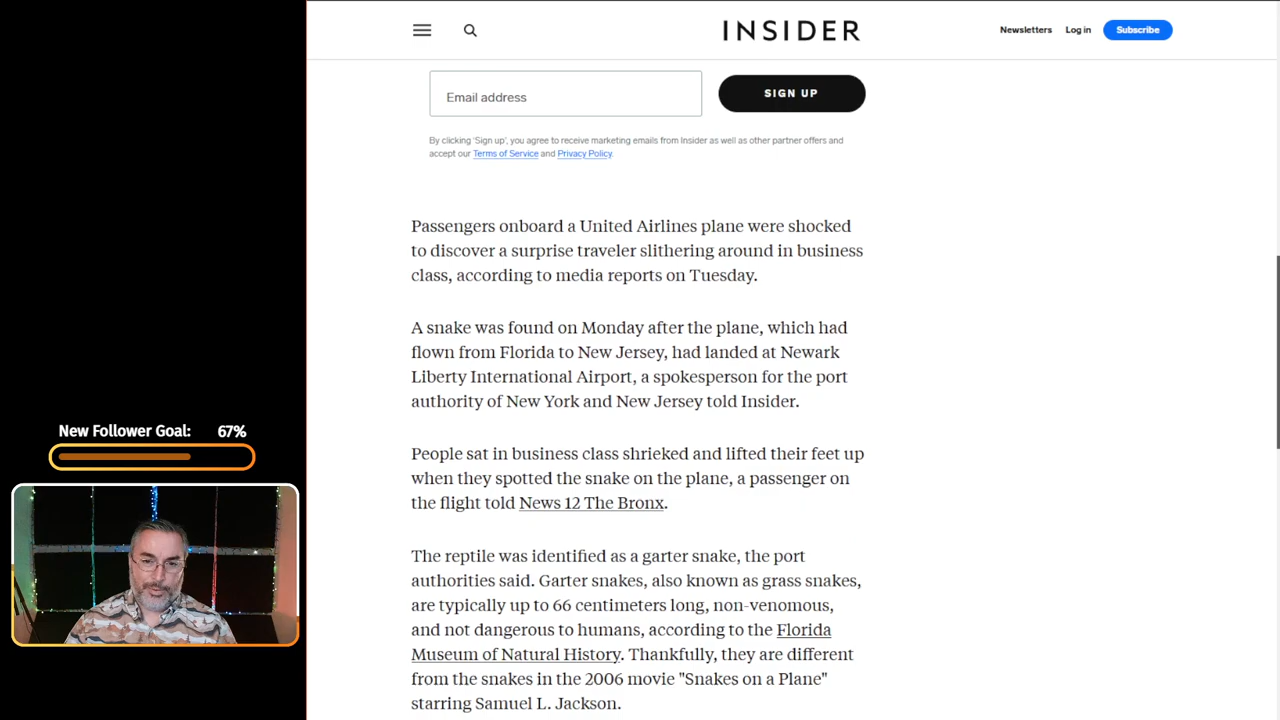 INSIDER
Newsletters
Log in
Subscribe
Email address
SIGN UP
By clicking 'Sign up', you agree to receive marketing emails from Insider as well as other partner offers and
accept our Terms of Service and Privacy Policy.
Passengers onboard a United Airlines plane were shocked
to discover a surprise traveler slithering around in business
class, according to media reports on Tuesday.
A snake was found on Monday after the plane, which had
flown from Florida to New Jersey, had landed at Newark
Liberty International Airport, a spokesperson for the port
authority of New York and New Jersey told Insider.
People sat in business class shrieked and lifted their feet up
when they spotted the snake on the plane, a passenger on
the flight told News 12 The Bronx.
The reptile was identified as a garter snake, the port
authorities said. Garter snakes, also known as grass snakes,
are typically up to 66 centimeters long, non-venomous,
and not dangerous to humans, according to the Florida
Museum of Natural History. Thankfully, they are different
from the snakes in the 2006 movie "Snakes on a Plane"
starring Samuel L. Jackson.
New Follower Goal: 67%